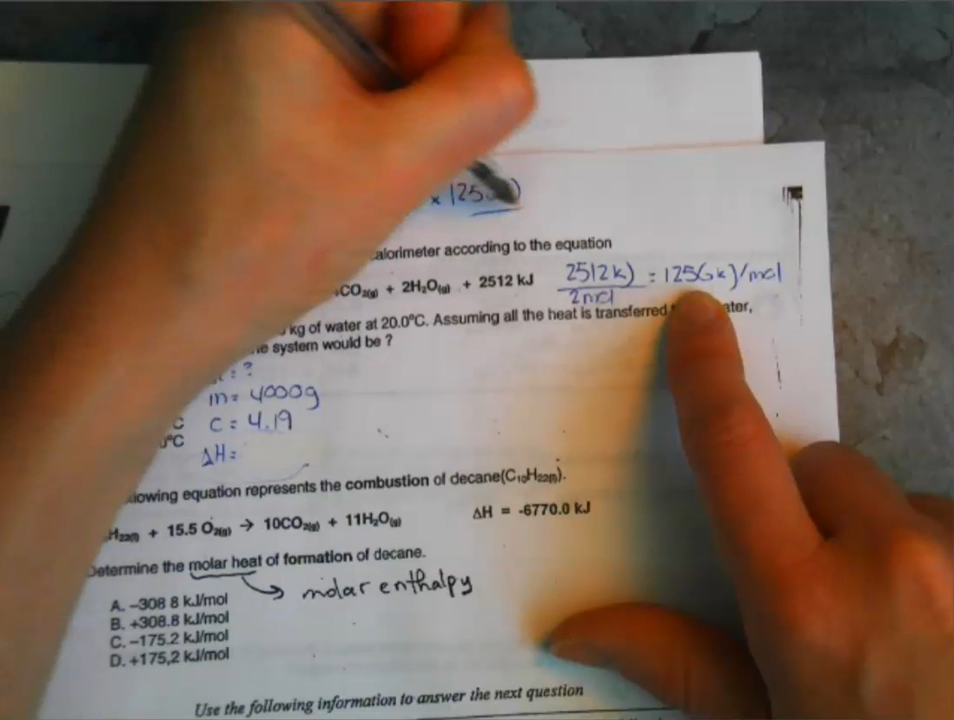 × 125
calorimeter according to the equation
CO2(g) + 2H2O(g) + 2512 kJ 2512kJ = 1256kJ/mol
2mol
kg of water at 20.0°C. Assuming all the heat is transferred
system would be ?
= ?
m = 4000g
°C c = 4.19
°C
ΔH =
equation represents the combustion of decane(C10H22(l)).
H22(l) + 15.5 O2(g) → 10CO2(g) + 11H2O(g) ΔH = -6770.0 kJ
Determine the molar heat of formation of decane.
→ molar enthalpy
A. –308 8 kJ/mol
B. +308.8 kJ/mol
C. –175.2 kJ/mol
D. +175,2 kJ/mol
Use the following information to answer the next question